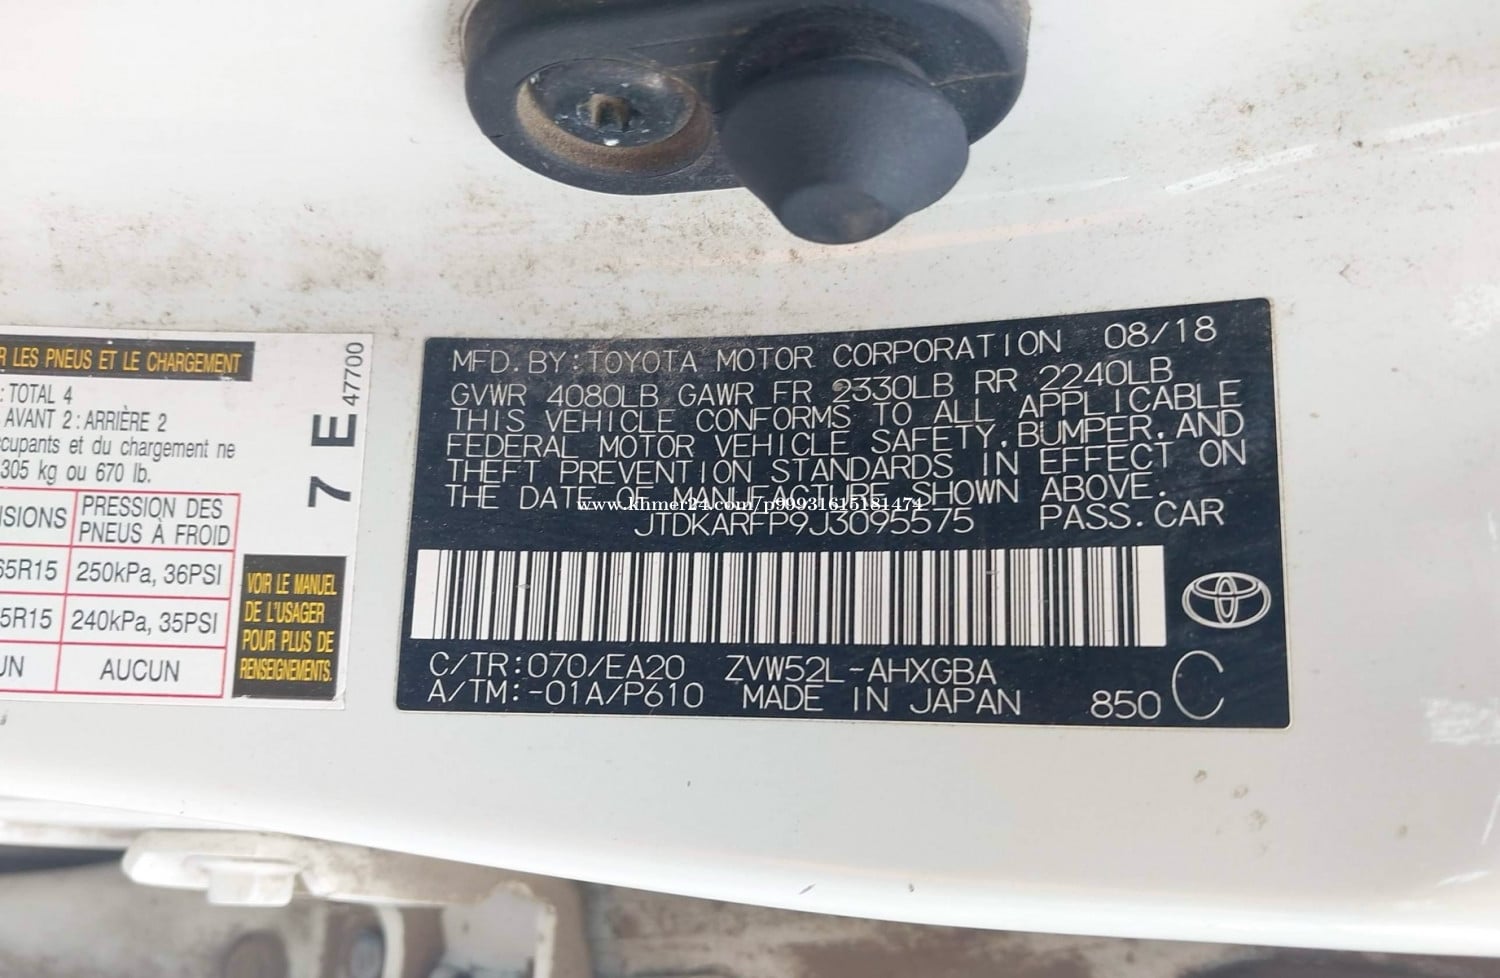 R LES PNEUS ET LE CHARGEMENT
: TOTAL 4
AVANT 2 : ARRIÈRE 2
ccupants et du chargement ne
305 kg ou 670 lb.
ISIONS PRESSION DES PNEUS À FROID
65R15 250kPa, 36PSI
5R15 240kPa, 35PSI
UN AUCUN
7 E 47700
VOIR LE MANUEL
DE L'USAGER
POUR PLUS DE
RENSEIGNEMENTS.
MFD. BY: TOYOTA MOTOR CORPORATION 08/18
GVWR 4080LB GAWR FR 2330LB RR 2240LB
THIS VEHICLE CONFORMS TO ALL APPLICABLE
FEDERAL MOTOR VEHICLE SAFETY, BUMPER, AND
THEFT PREVENTION STANDARDS IN EFFECT ON
THE DATE OF MANUFACTURE SHOWN ABOVE.
www.khmer24.com/p99931615181474
JTDKARFP9J3095575 PASS. CAR
C/TR: 070/EA20 ZVW52L-AHXGBA
A/TM: -01A/P610 MADE IN JAPAN 850 C